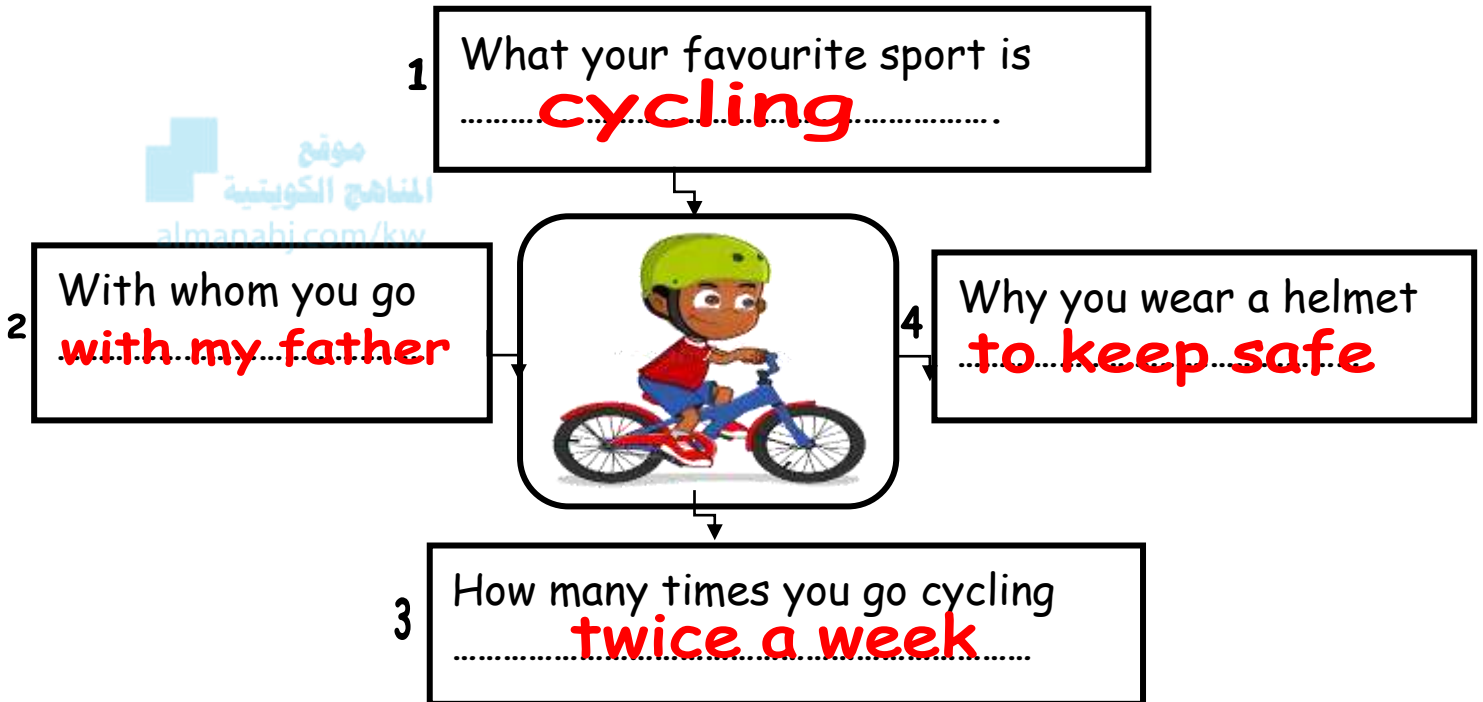 1
What your favourite sport is
cycling
موقع
المناهج الكويتية
almanahj.com/kw
2
With whom you go
with my father
4
Why you wear a helmet
to keep safe
3
How many times you go cycling
twice a week